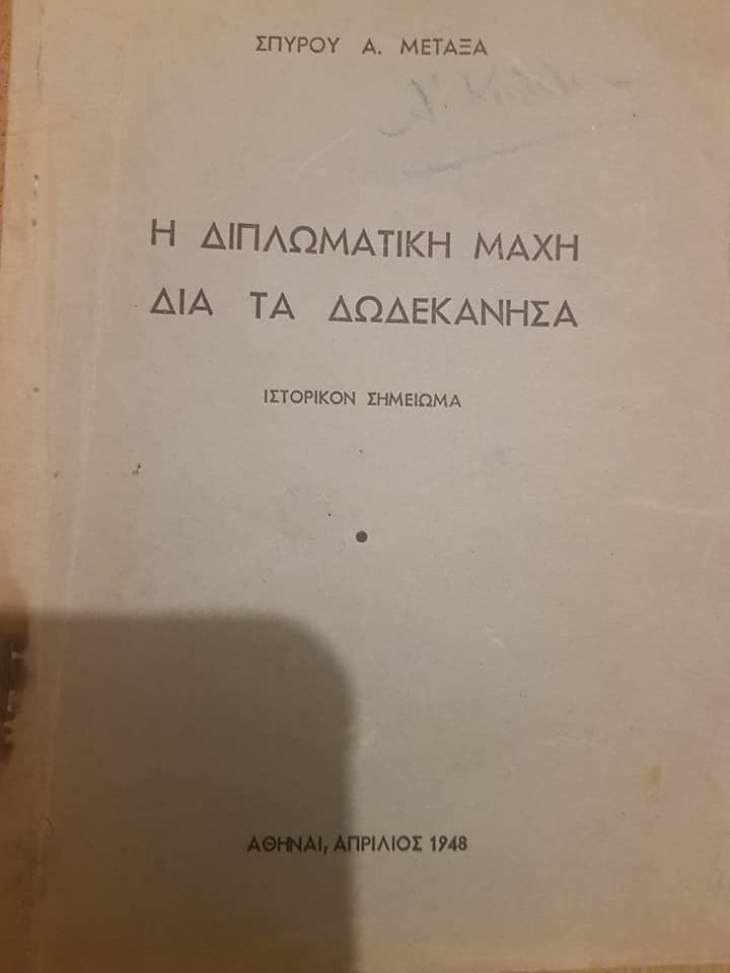 ΣΠΥΡΟΥ Α. ΜΕΤΑΞΑ
Η ΔΙΠΛΩΜΑΤΙΚΗ ΜΑΧΗ
ΔΙΑ ΤΑ ΔΩΔΕΚΑΝΗΣΑ
ΙΣΤΟΡΙΚΟΝ ΣΗΜΕΙΩΜΑ
ΑΘΗΝΑΙ, ΑΠΡΙΛΙΟΣ 1948